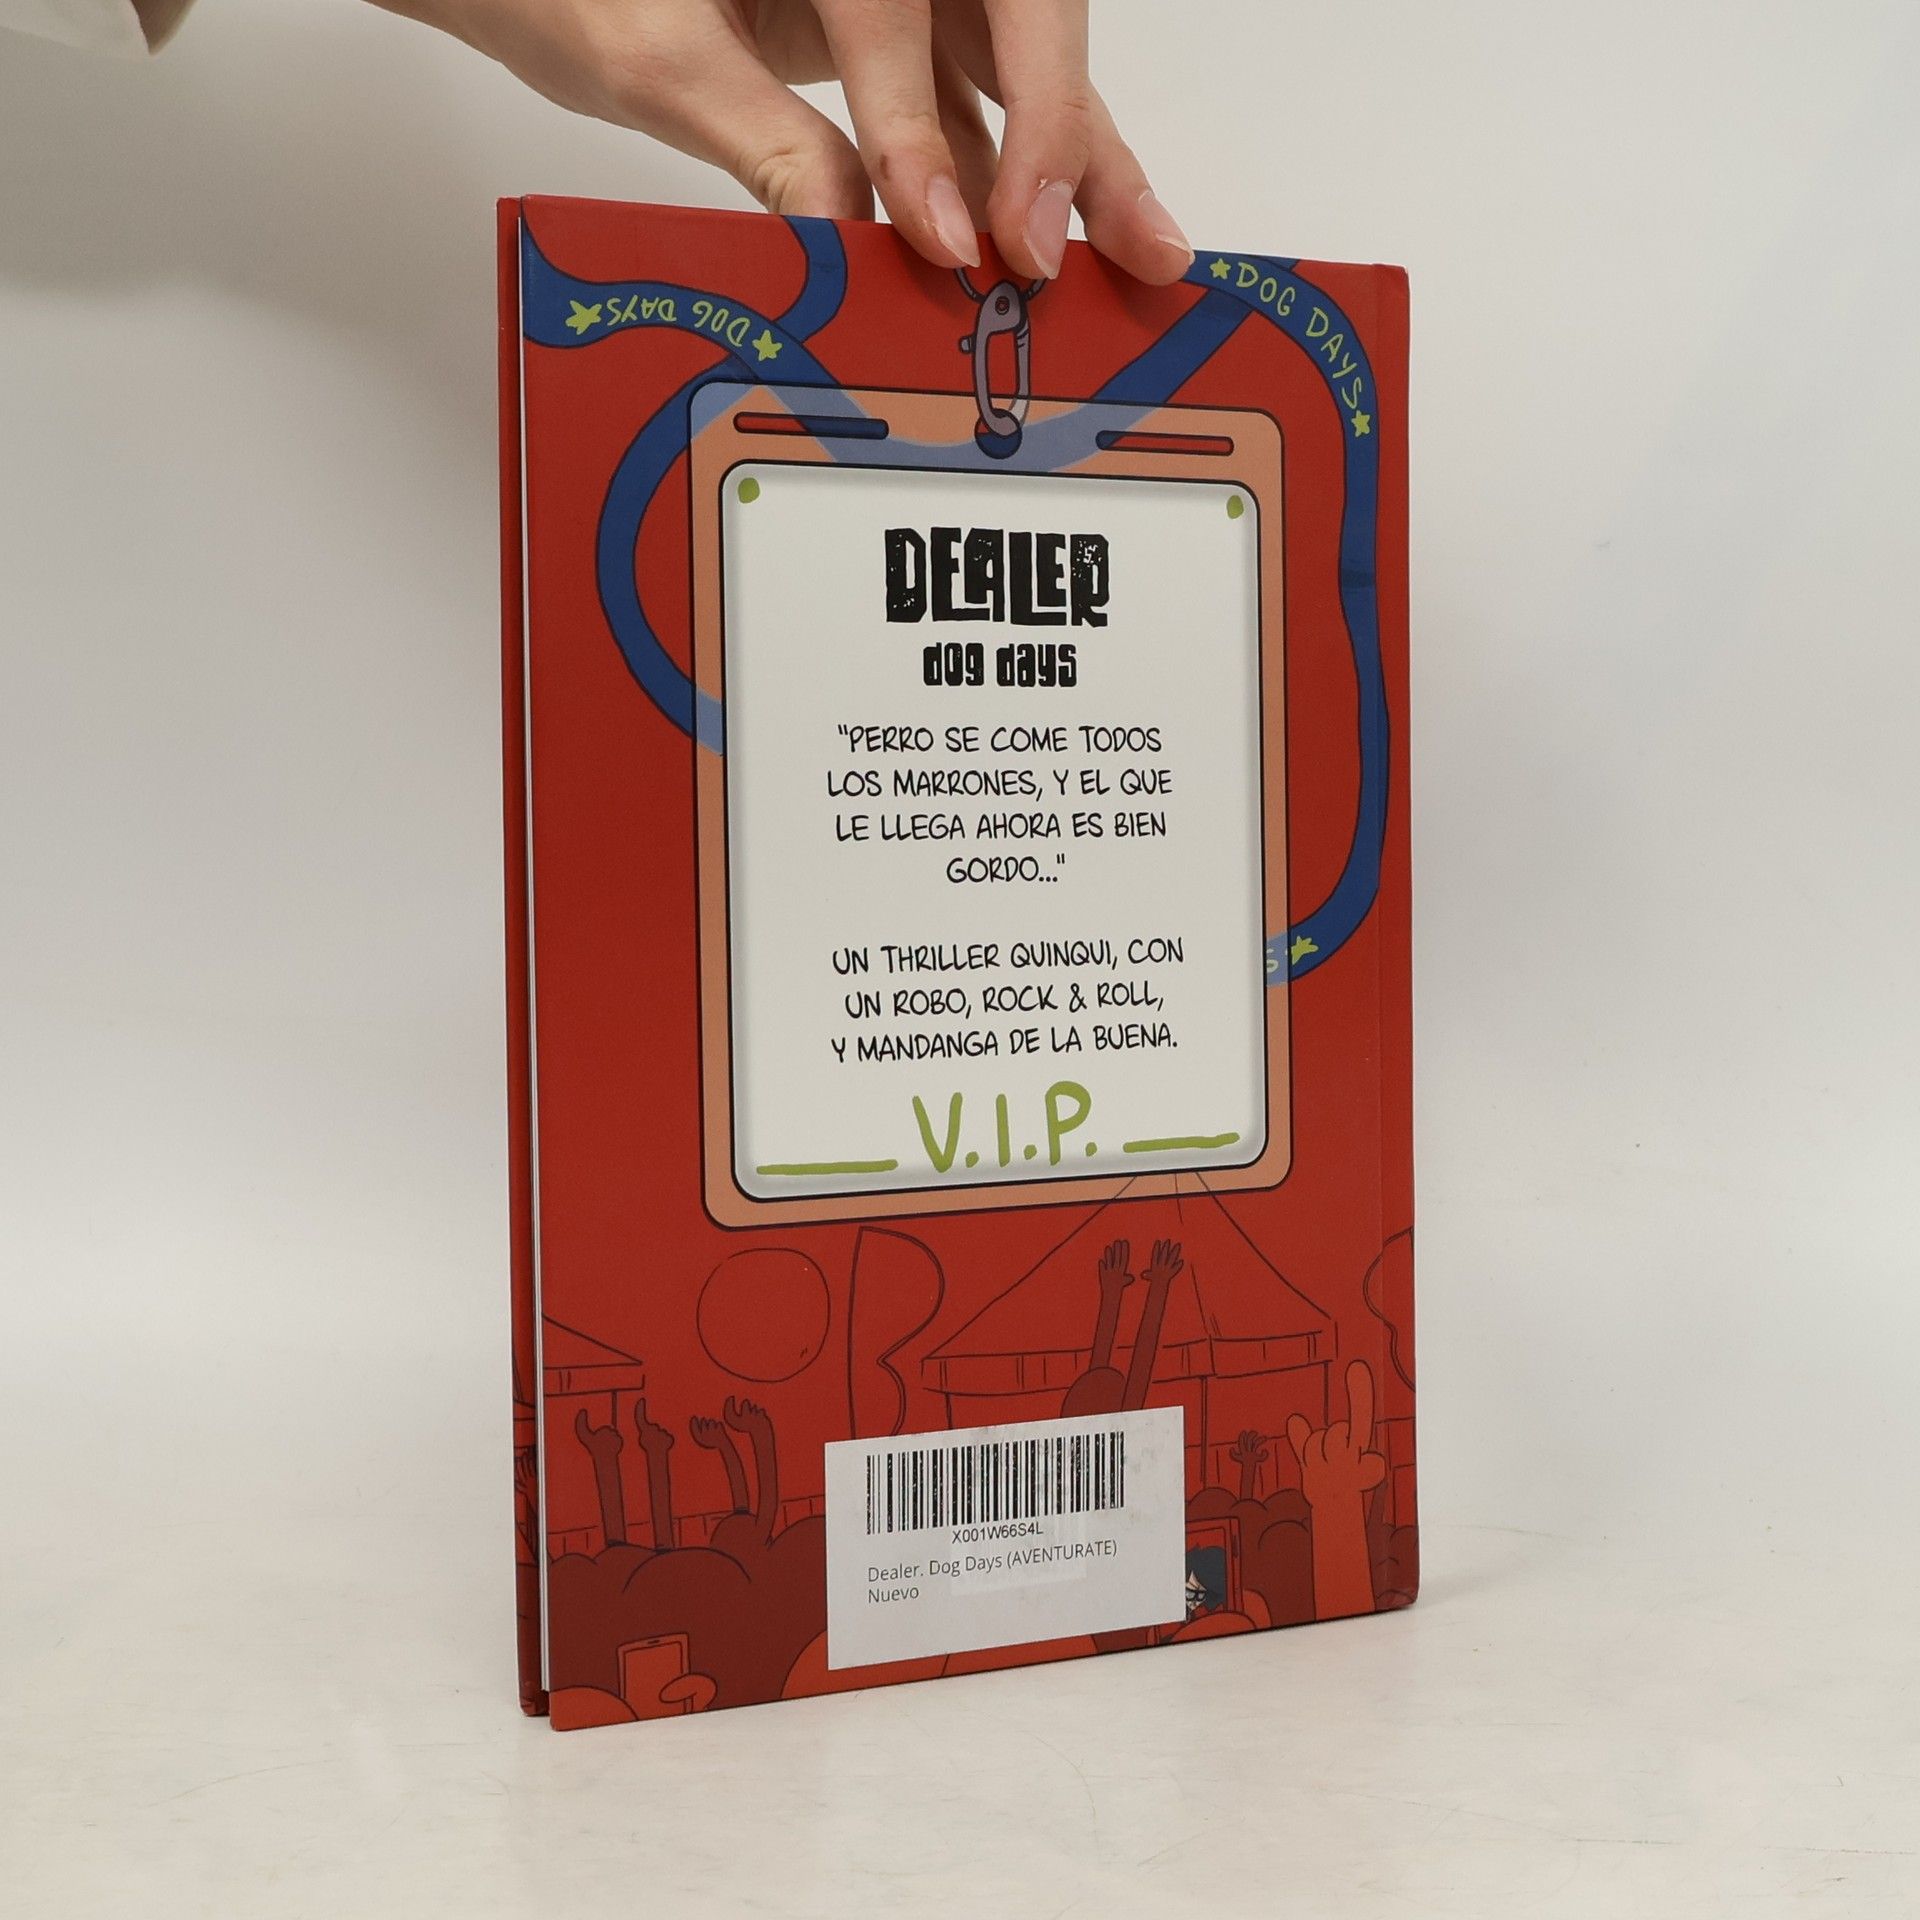 ★DOG DAYS★
★DOG DAYS★
DEALER
dog days
"PERRO SE COME TODOS
LOS MARRONES, Y EL QUE
LE LLEGA AHORA ES BIEN
GORDO..."
S★
UN THRILLER QUINQUI, CON
UN ROBO, ROCK & ROLL,
Y MANDANGA DE LA BUENA.
V.I.P.
X001W66S4L
Dealer. Dog Days (AVENTURATE)
Nuevo